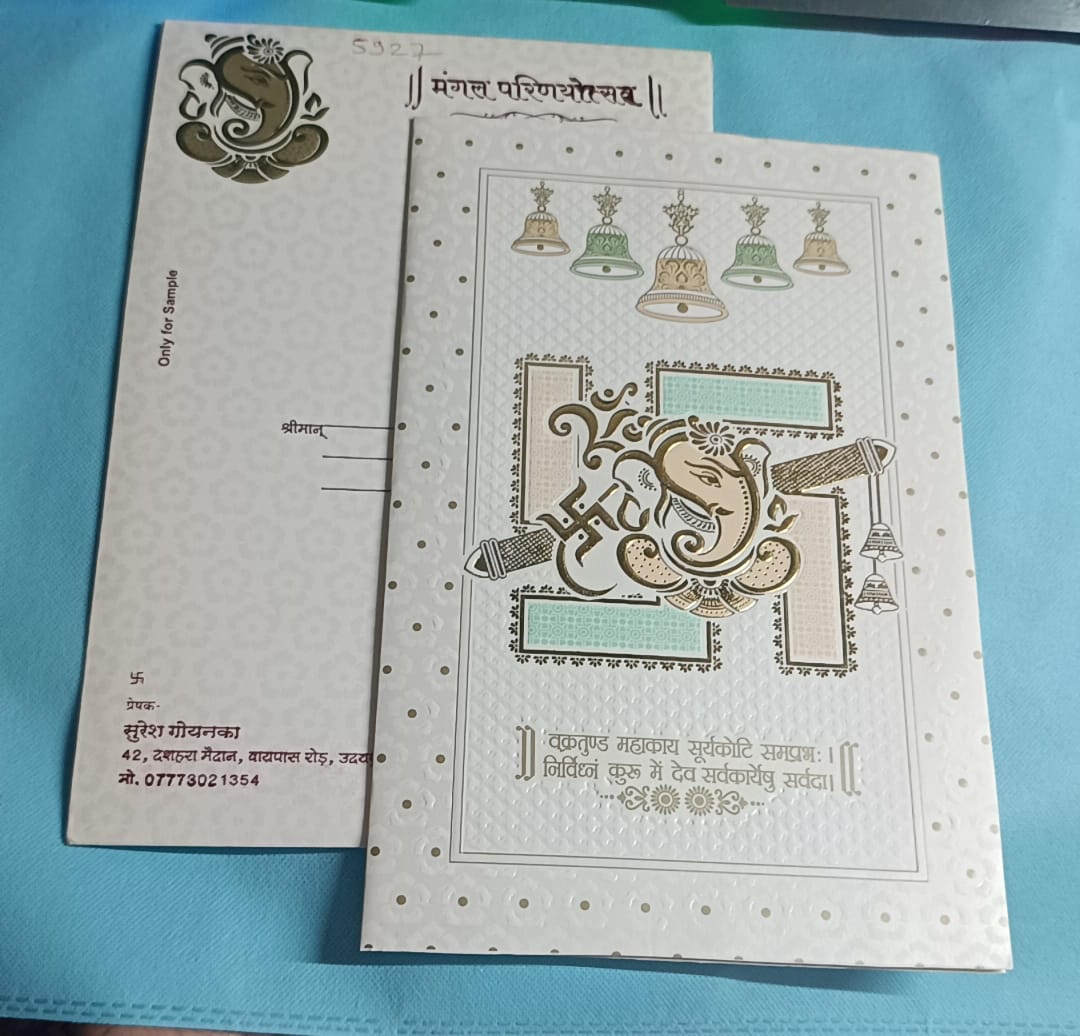 5927
|| मंगल परिणयोत्सव ||
Only for Sample
श्रीमान्
प्रेषक-
सुरेश गोयनका
42, दशहरा मैदान, वायपास रोड़, उदय
मो. 07773021354
वक्रतुण्ड महाकाय सूर्यकोटि समप्रभः ।
निर्विघ्नं कुरू में देव सर्वकार्येषु सर्वदा।